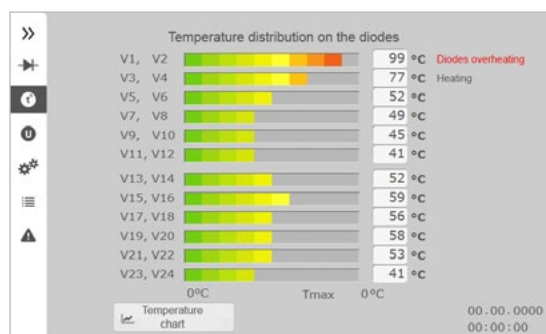 Temperature distribution on the diodes
V1, V2 99 °C Diodes overheating
V3, V4 77 °C Heating
V5, V6 52 °C
V7, V8 49 °C
V9, V10 45 °C
V11, V12 41 °C
V13, V14 52 °C
V15, V16 59 °C
V17, V18 56 °C
V19, V20 58 °C
V21, V22 53 °C
V23, V24 41 °C
0°C Tmax 0°C
Temperature
chart
00.00.0000
00:00:00
t°
U